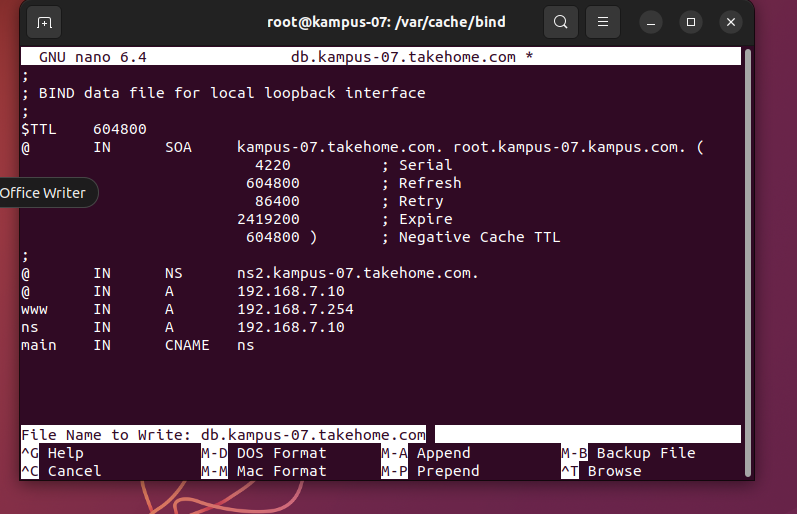 root@kampus-07: /var/cache/bind
GNU nano 6.4 db.kampus-07.takehome.com *
;
; BIND data file for local loopback interface
;
$TTL 604800
@ IN SOA kampus-07.takehome.com. root.kampus-07.kampus.com. (
4220 ; Serial
604800 ; Refresh
86400 ; Retry
2419200 ; Expire
604800 ) ; Negative Cache TTL
;
@ IN NS ns2.kampus-07.takehome.com.
@ IN A 192.168.7.10
www IN A 192.168.7.254
ns IN A 192.168.7.10
main IN CNAME ns
Office Writer
File Name to Write: db.kampus-07.takehome.com
^G Help M-D DOS Format M-A Append M-B Backup File
^C Cancel M-M Mac Format M-P Prepend ^T Browse